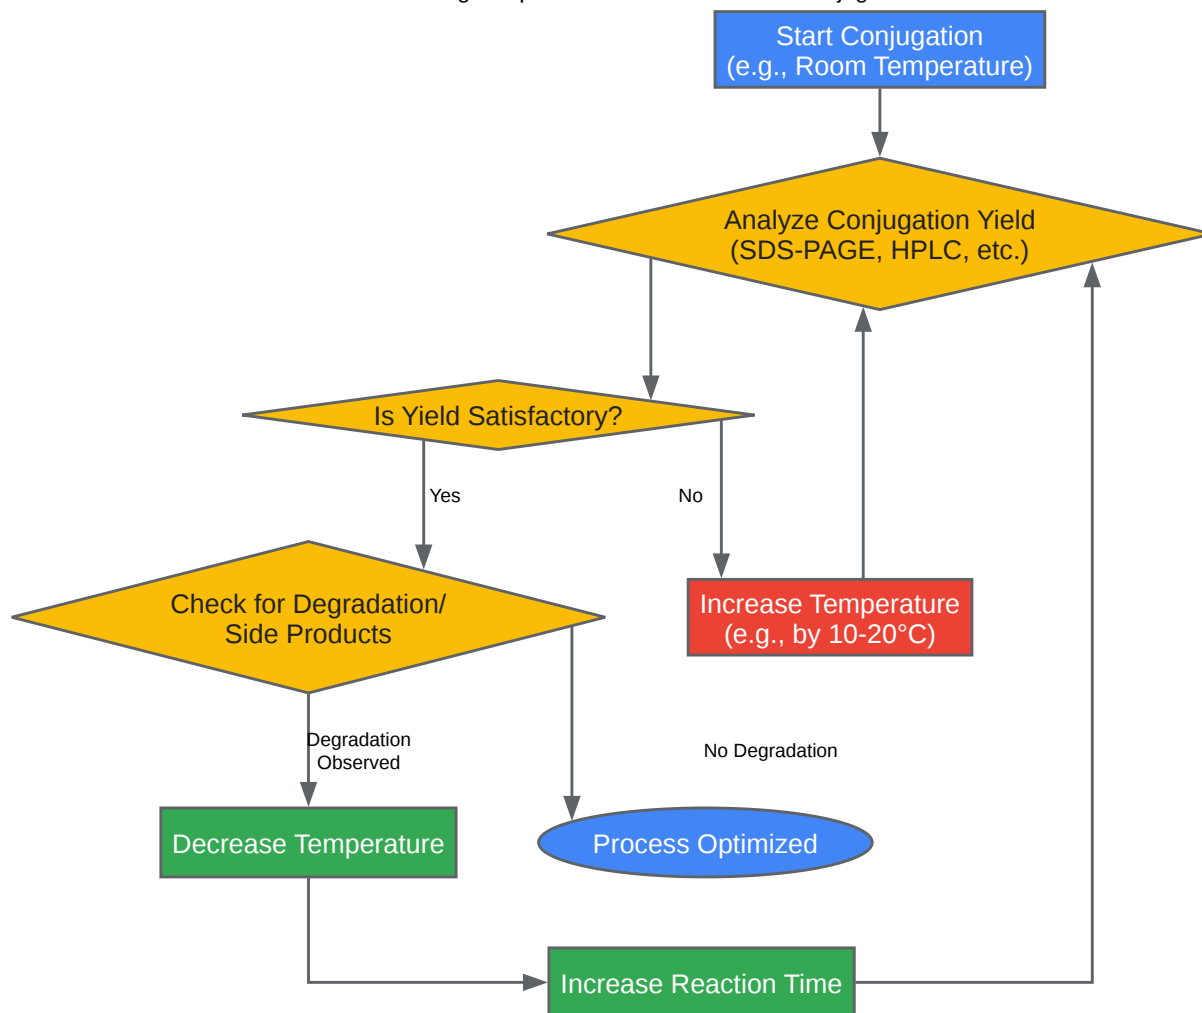 Start Conjugation
(e.g., Room Temperature)
Analyze Conjugation Yield
(SDS-PAGE, HPLC, etc.)
Is Yield Satisfactory?
Yes
No
Check for Degradation/
Side Products
Increase Temperature
(e.g., by 10-20°C)
Degradation
Observed
No Degradation
Decrease Temperature
Process Optimized
Increase Reaction Time